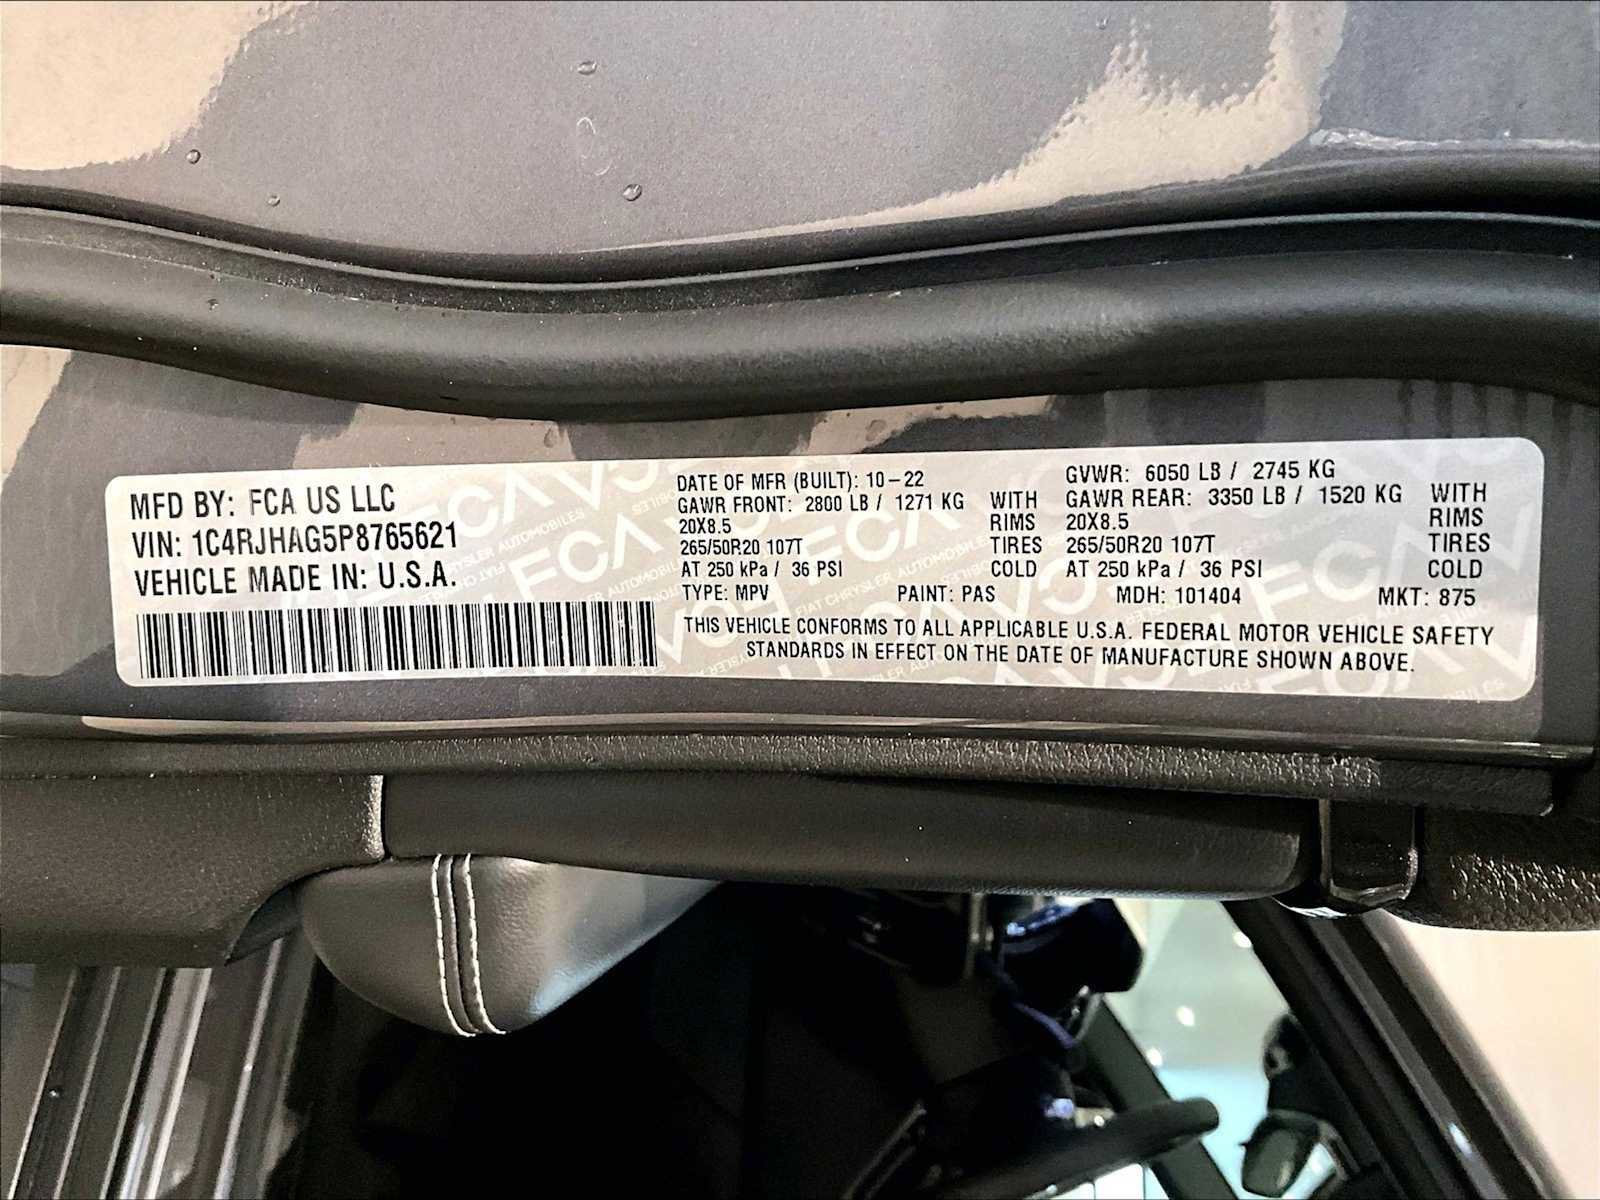 MFD BY: FCA US LLC
VIN: 1C4RJHAG5P8765621
VEHICLE MADE IN: U.S.A.
DATE OF MFR (BUILT): 10-22 GVWR: 6050 LB / 2745 KG
GAWR FRONT: 2800 LB / 1271 KG WITH GAWR REAR: 3350 LB / 1520 KG WITH
20X8.5 RIMS 20X8.5 RIMS
265/50R20 107T TIRES 265/50R20 107T TIRES
AT 250 kPa / 36 PSI COLD AT 250 kPa / 36 PSI COLD
TYPE: MPV PAINT: PAS MDH: 101404 MKT: 875
THIS VEHICLE CONFORMS TO ALL APPLICABLE U.S.A. FEDERAL MOTOR VEHICLE SAFETY
STANDARDS IN EFFECT ON THE DATE OF MANUFACTURE SHOWN ABOVE.